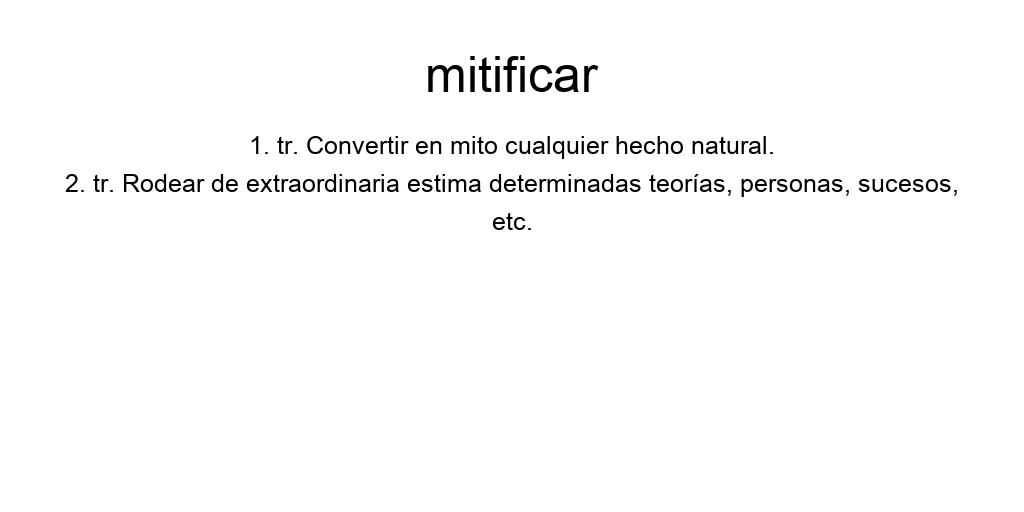 mitificar
1. tr. Convertir en mito cualquier hecho natural.
2. tr. Rodear de extraordinaria estima determinadas teorías, personas, sucesos,
etc.